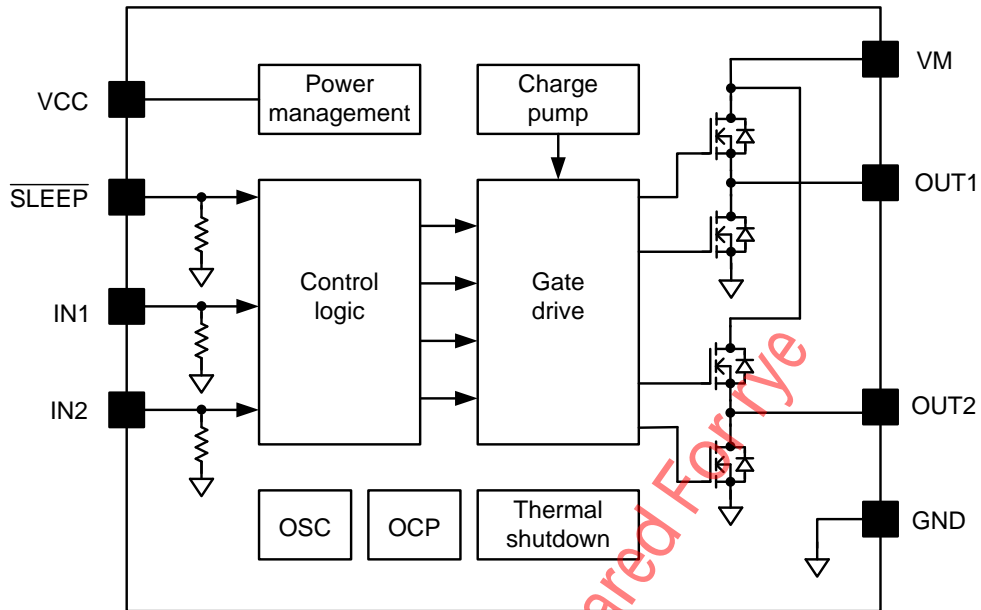 VCC
SLEEP
IN1
IN2
Power
management
Charge
pump
Control
logic
Gate
drive
OSC
OCP
Thermal
shutdown
VM
OUT1
OUT2
GND
ared For rye